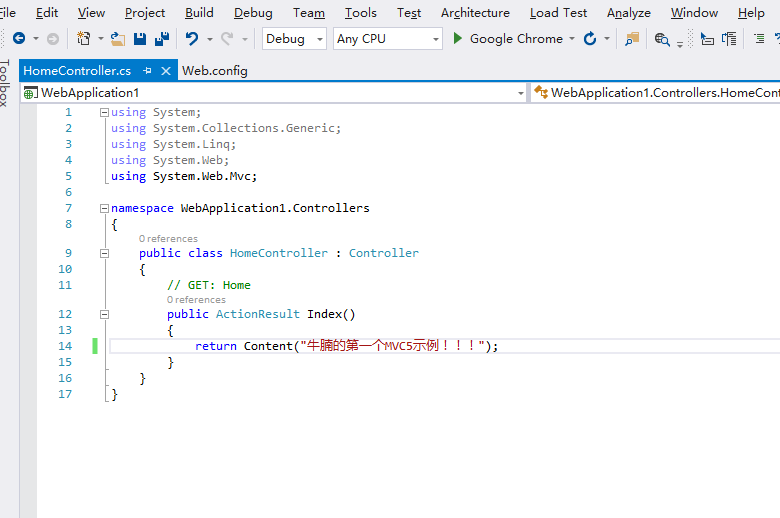 File Edit View Project Build Debug Team Tools Test Architecture Load Test Analyze Window Help
Debug Any CPU Google Chrome
Toolbox
HomeController.cs Web.config
WebApplication1 WebApplication1.Controllers.HomeCont
1 using System;
2 using System.Collections.Generic;
3 using System.Linq;
4 using System.Web;
5 using System.Web.Mvc;
6
7 namespace WebApplication1.Controllers
8 {
0 references
9 public class HomeController : Controller
10 {
11 // GET: Home
0 references
12 public ActionResult Index()
13 {
14 return Content("牛腩的第一个MVC5示例！！！");
15 }
16 }
17 }